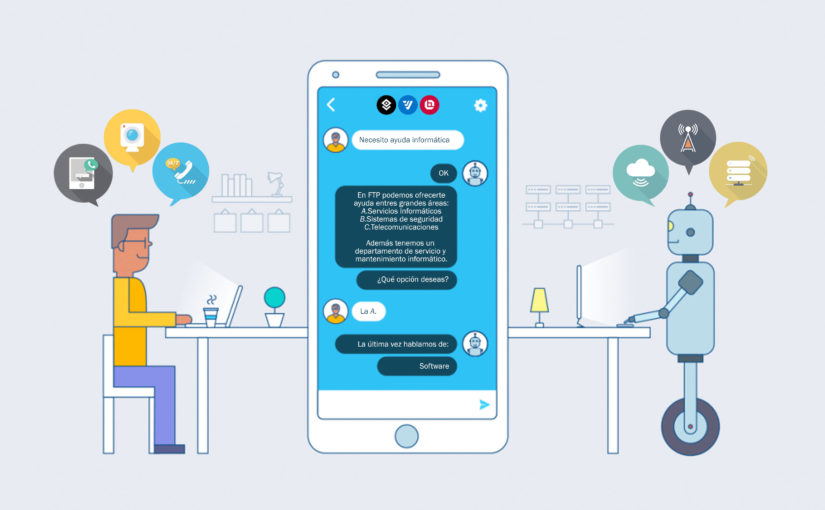 Necesito ayuda informática
OK
En FTP podemos ofrecerte
ayuda entres grandes áreas:
A.Servicios informáticos
B.Sistemas de seguridad
C.Telecomunicaciones
Además tenemos un
departamento de servicio y
mantenimiento informático.
¿Qué opción deseas?
La A.
La última vez hablamos de:
Software
24/7